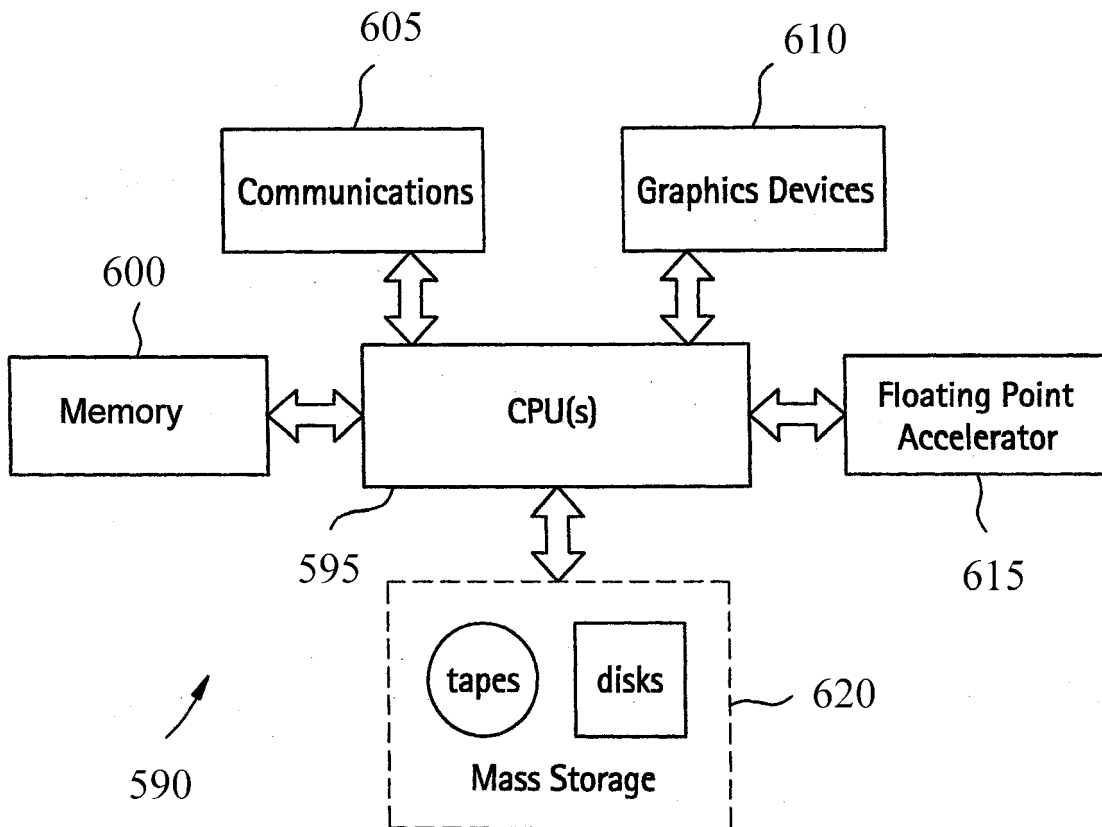 605
610
Communications
Graphics Devices
600
Memory
CPU(s)
Floating Point
Accelerator
595
615
tapes
disks
620
Mass Storage
590